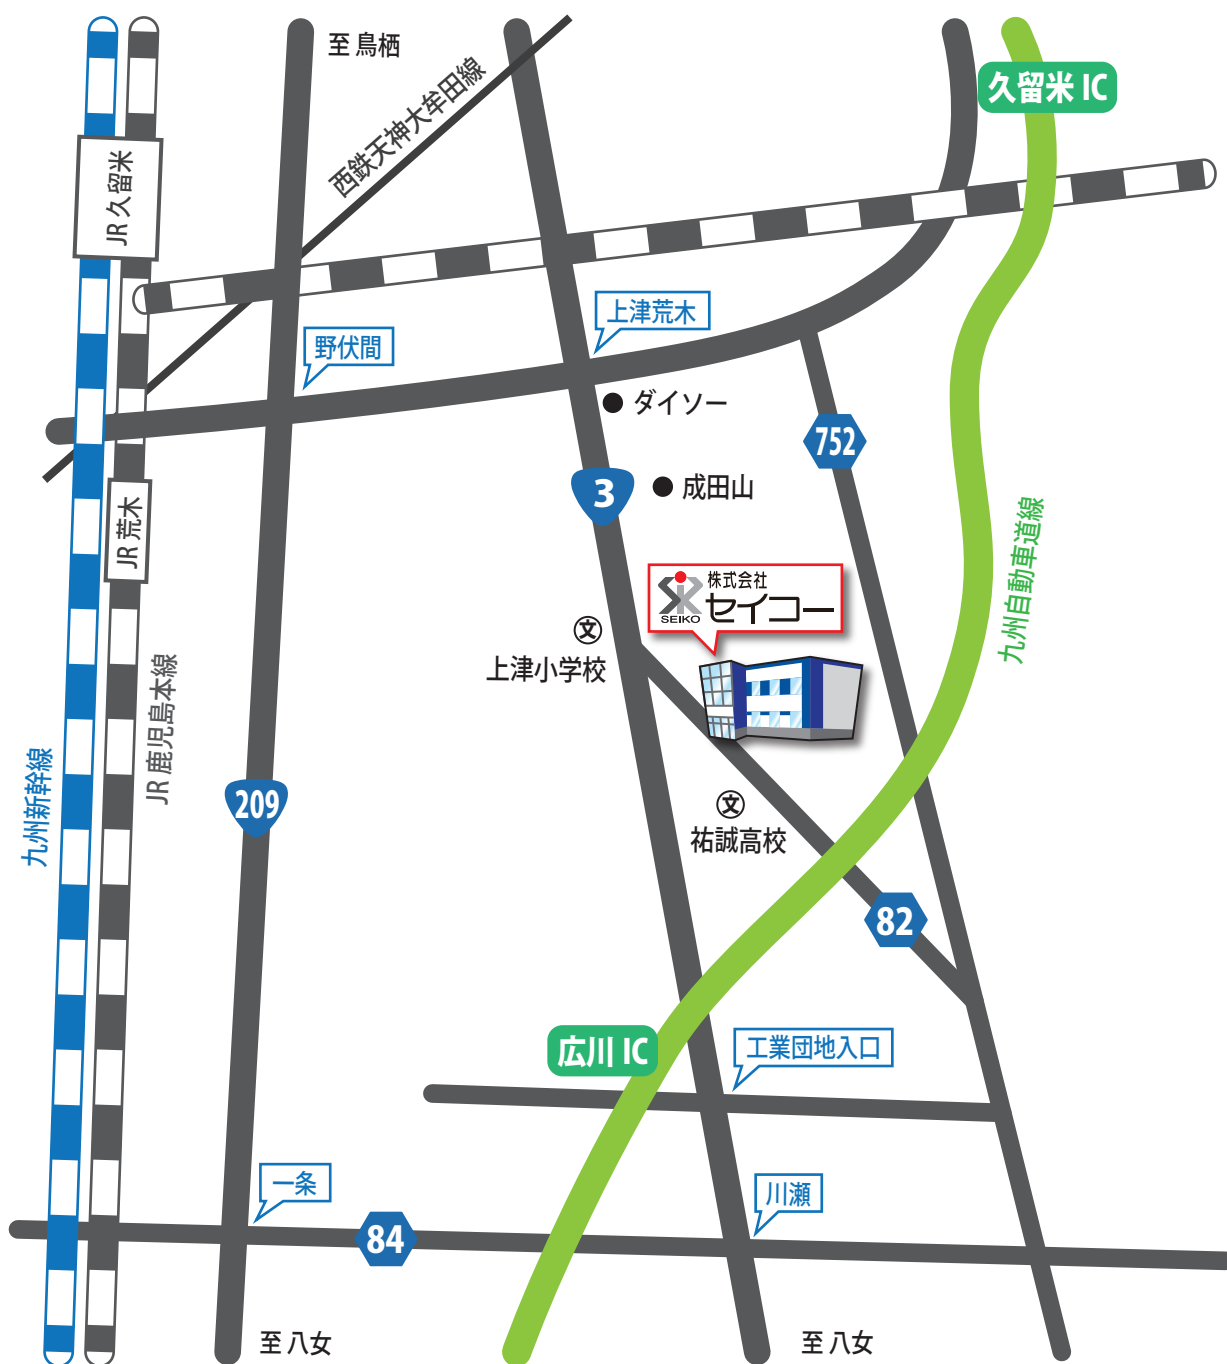 至 鳥栖
西鉄天神大牟田線
久留米 IC
JR 久留米
上津荒木
野伏間
ダイソー
752
3
成田山
JR 荒木
九州自動車道線
株式会社
セイコー
SEIKO
文
上津小学校
JR 鹿児島本線
九州新幹線
209
文
祐誠高校
82
広川 IC
工業団地入口
一条
川瀬
84
至 八女
至 八女